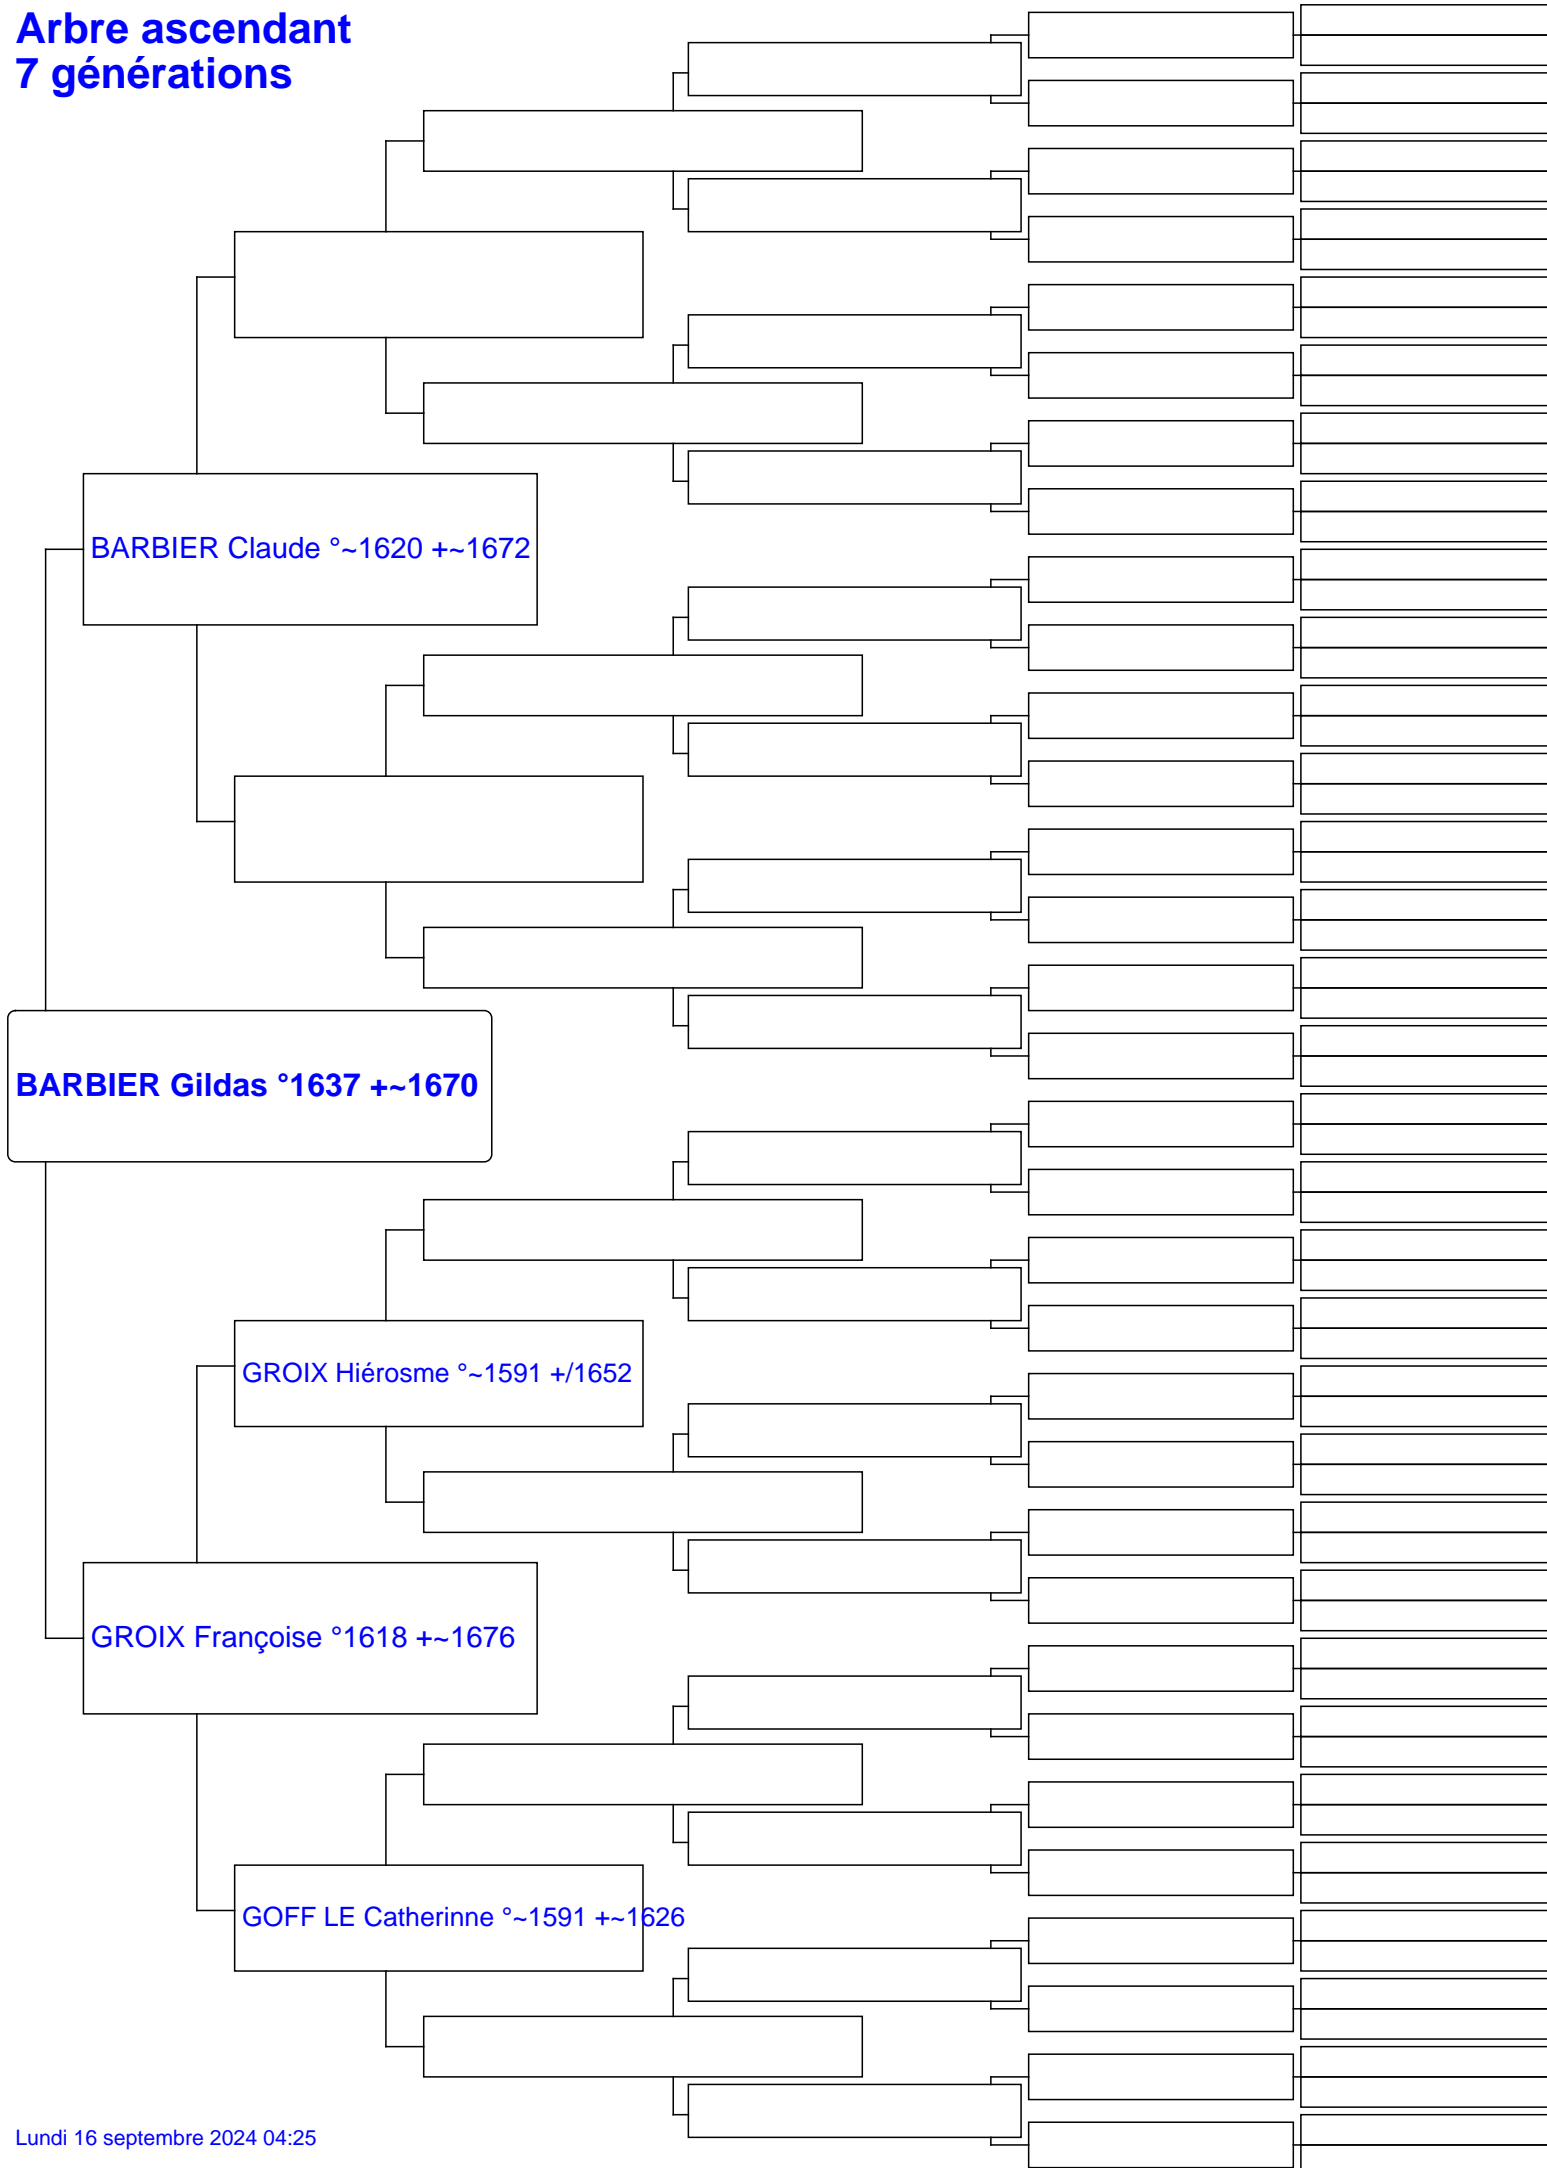 Arbre ascendant
7 générations
BARBIER Claude °~1620 +~1672
BARBIER Gildas °1637 +~1670
GROIX Hiérosme °~1591 +/1652
GROIX Françoise °1618 +~1676
GOFF LE Catherinne °~1591 +~1626
Lundi 16 septembre 2024 04:25